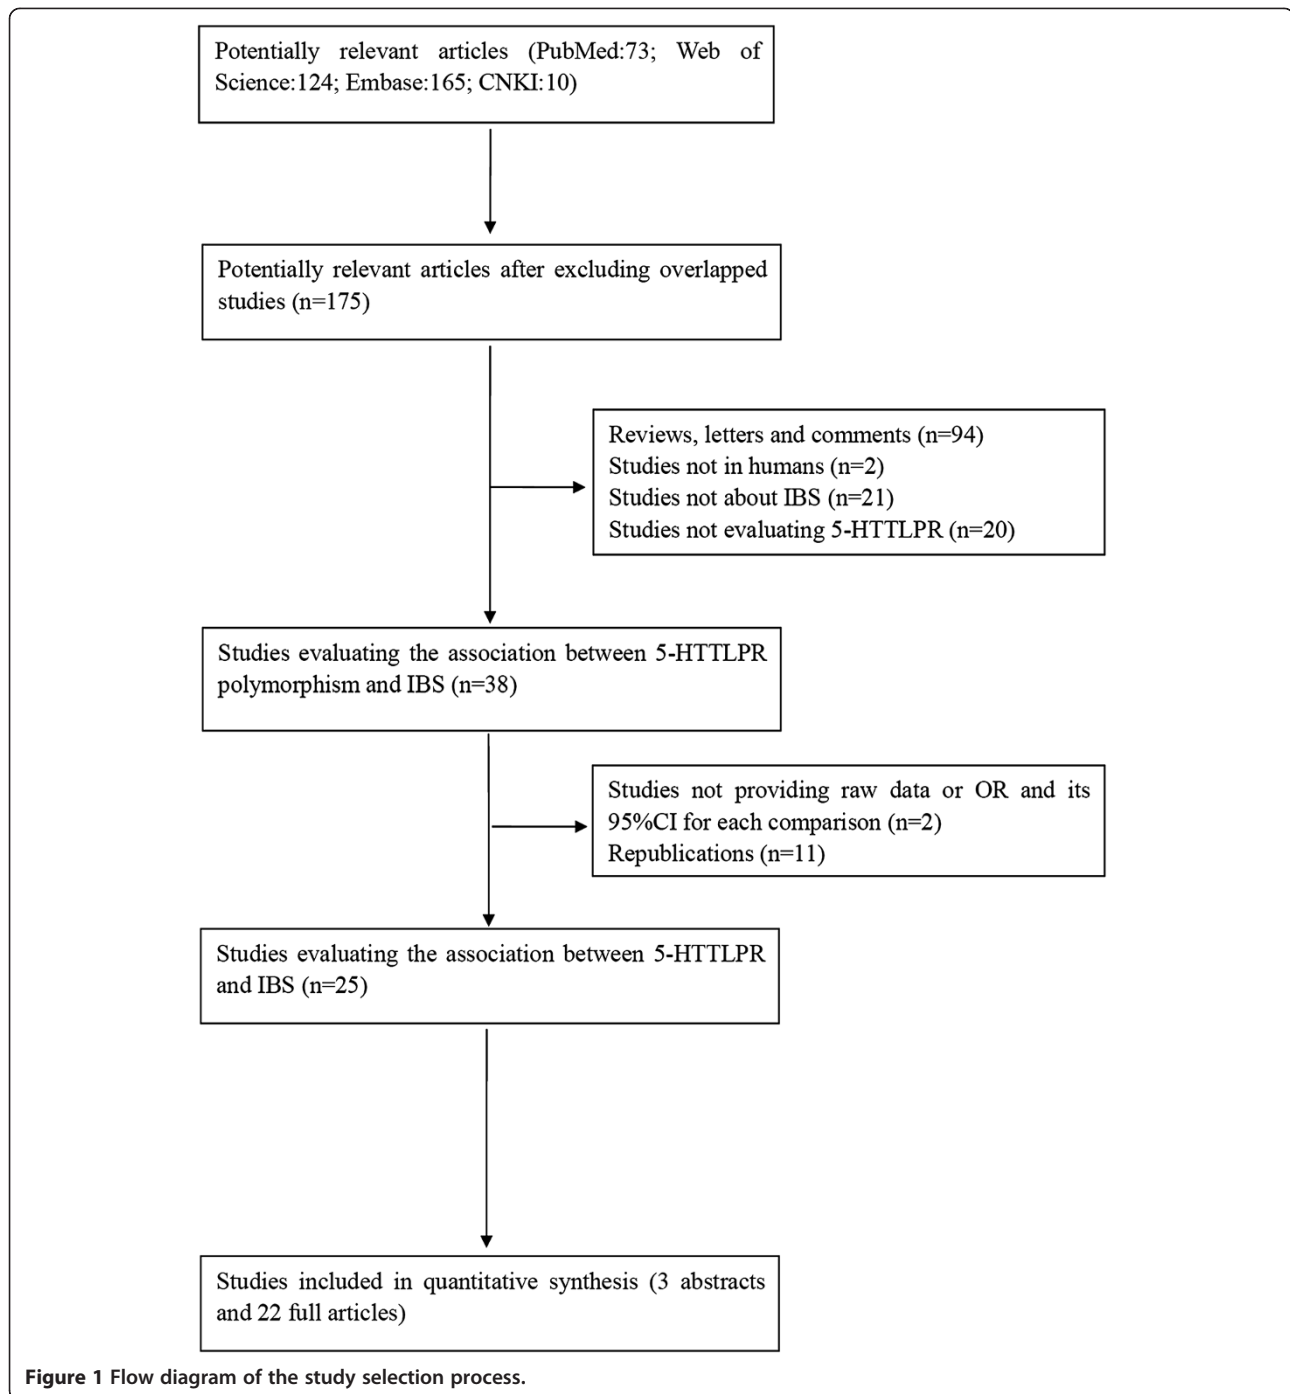 Potentially relevant articles (PubMed:73; Web of
Science:124; Embase:165; CNKI:10)
Potentially relevant articles after excluding overlapped
studies (n=175)
Reviews, letters and comments (n=94)
Studies not in humans (n=2)
Studies not about IBS (n=21)
Studies not evaluating 5-HTTLPR (n=20)
Studies evaluating the association between 5-HTTLPR
polymorphism and IBS (n=38)
Studies not providing raw data or OR and its
95%CI for each comparison (n=2)
Republications (n=11)
Studies evaluating the association between 5-HTTLPR
and IBS (n=25)
Studies included in quantitative synthesis (3 abstracts
and 22 full articles)
Figure 1 Flow diagram of the study selection process.